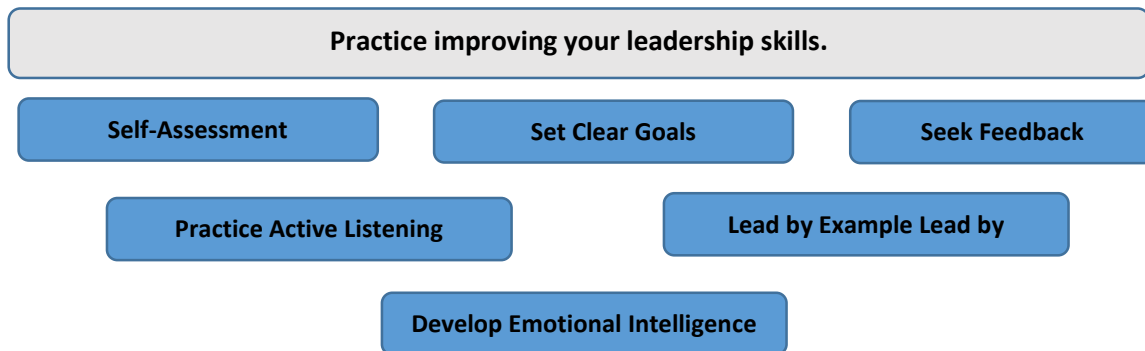 Practice improving your leadership skills.
Self-Assessment
Set Clear Goals
Seek Feedback
Practice Active Listening
Lead by Example Lead by
Develop Emotional Intelligence